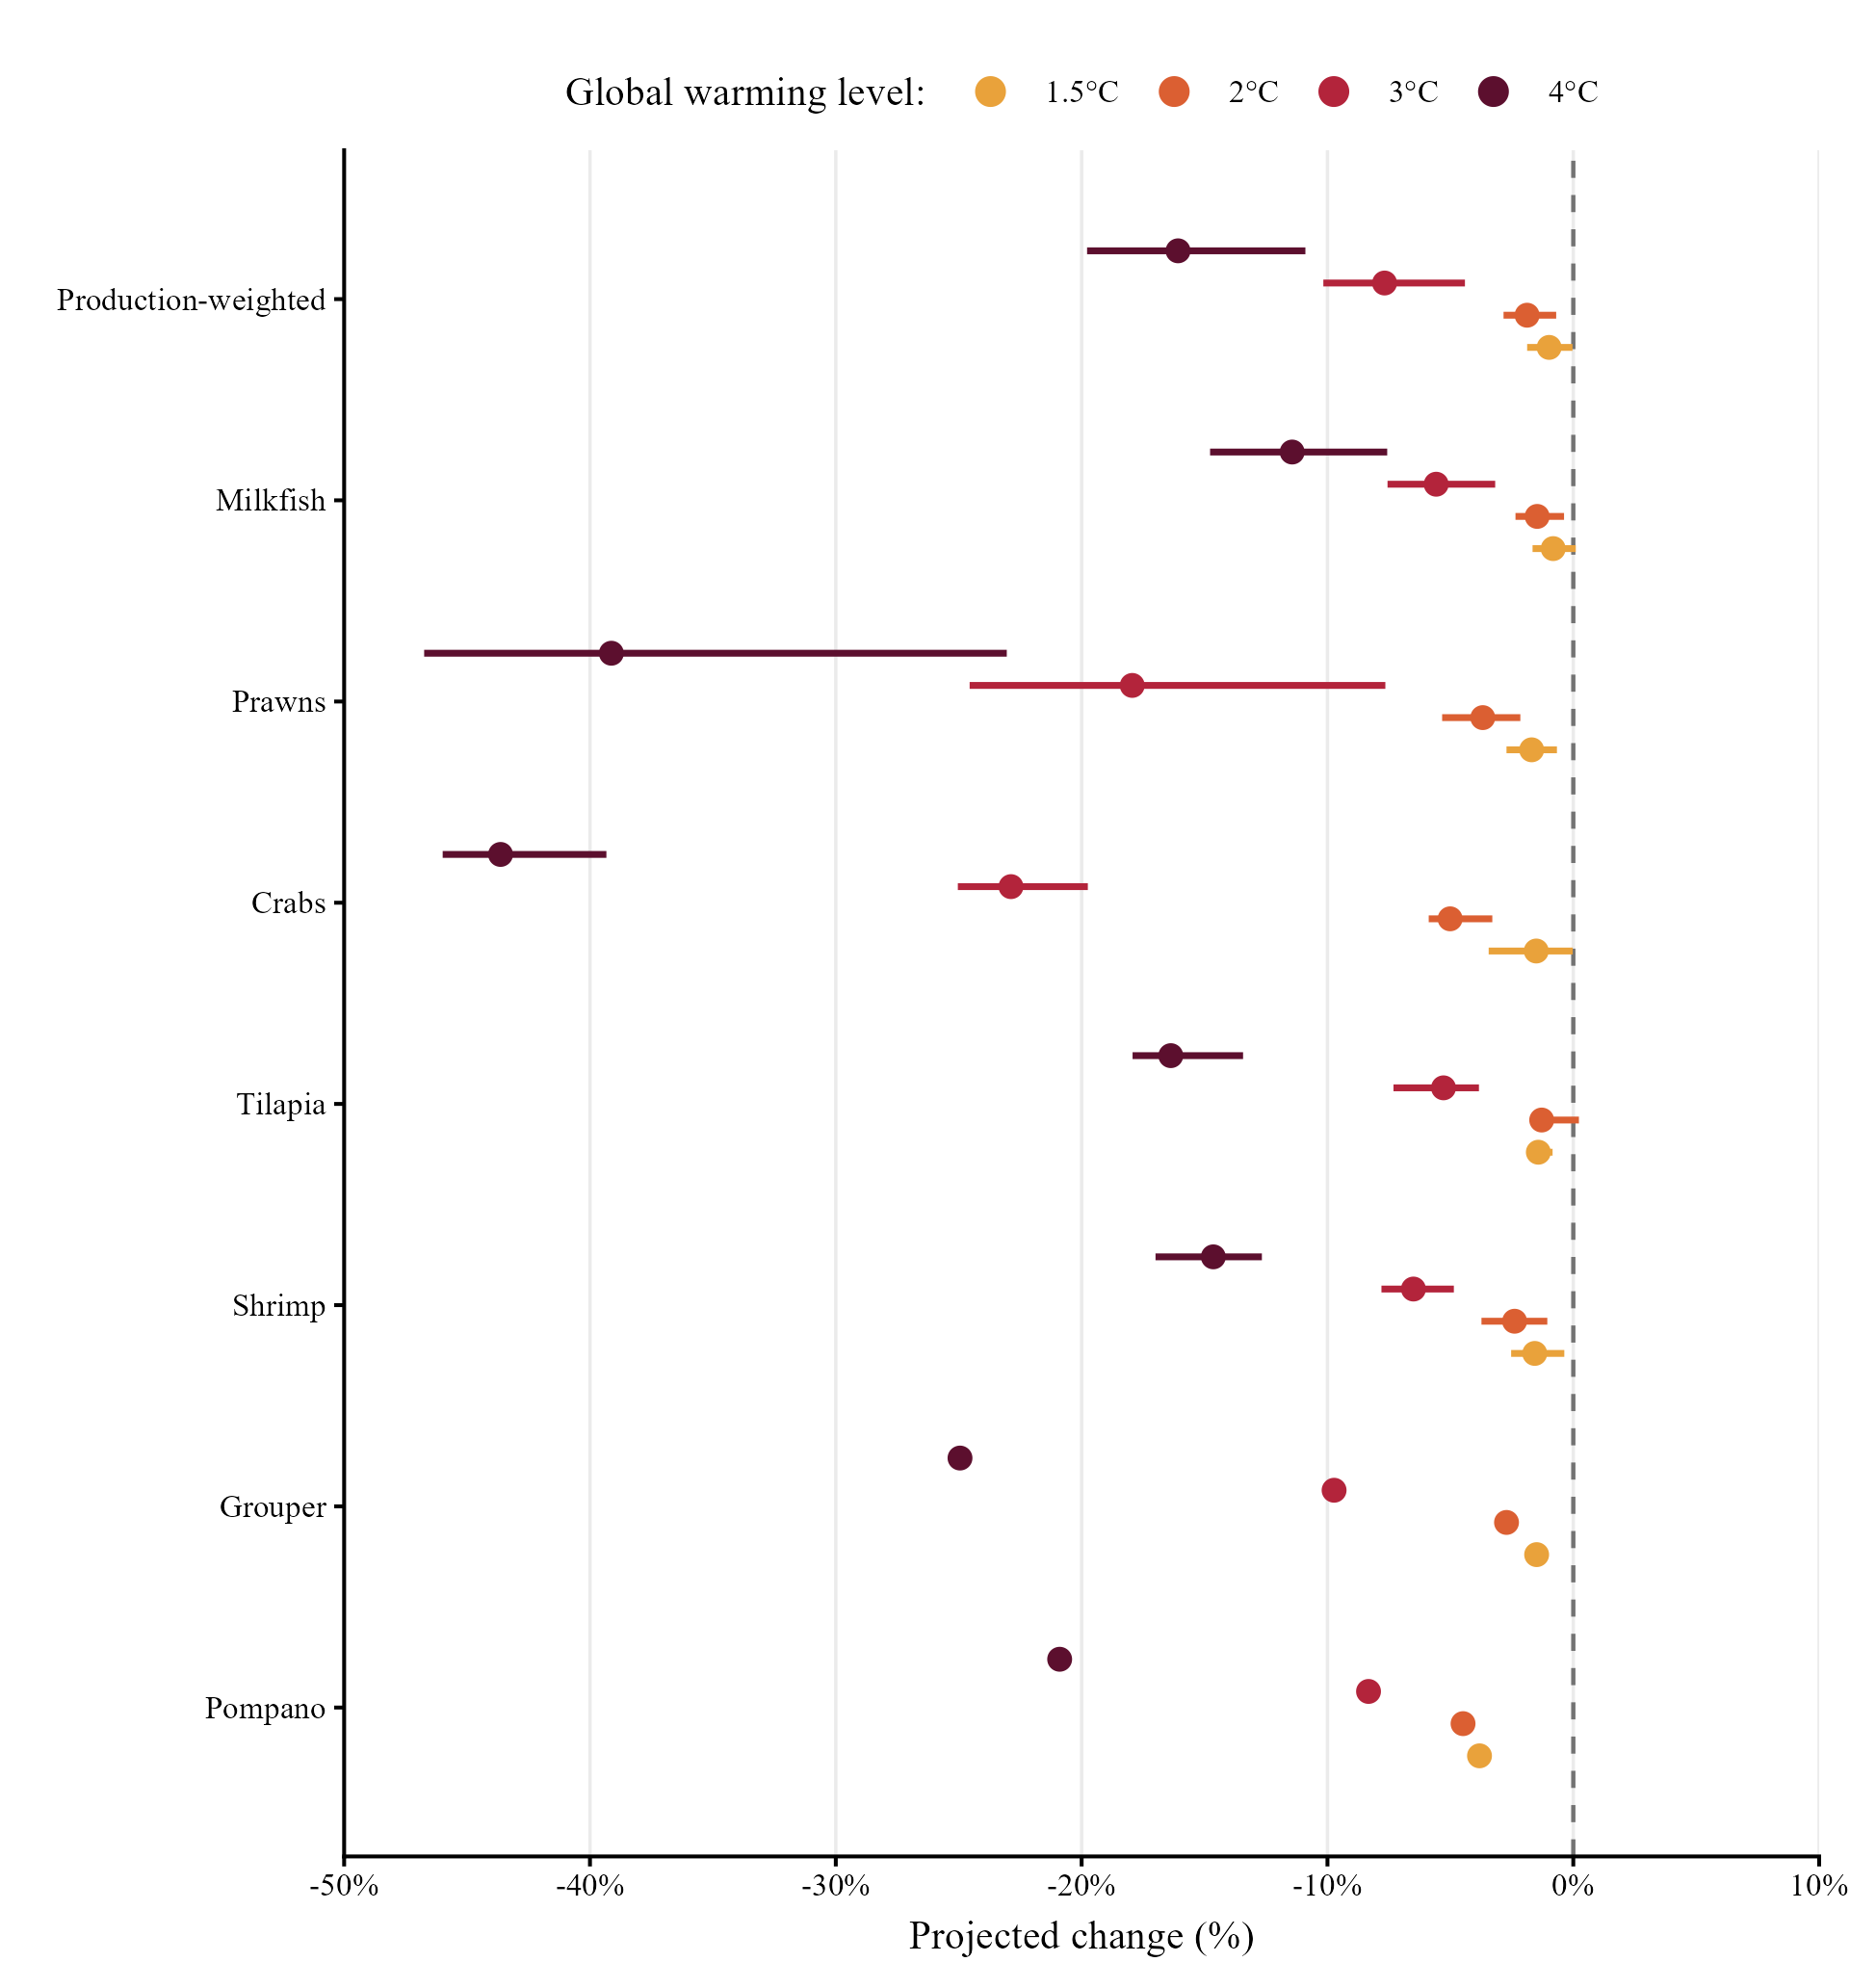 Global warming level: 1.5°C 2°C 3°C 4°C
Production-weighted
Milkfish
Prawns
Crabs
Tilapia
Shrimp
Grouper
Pompano
-50% -40% -30% -20% -10% 0% 10%
Projected change (%)